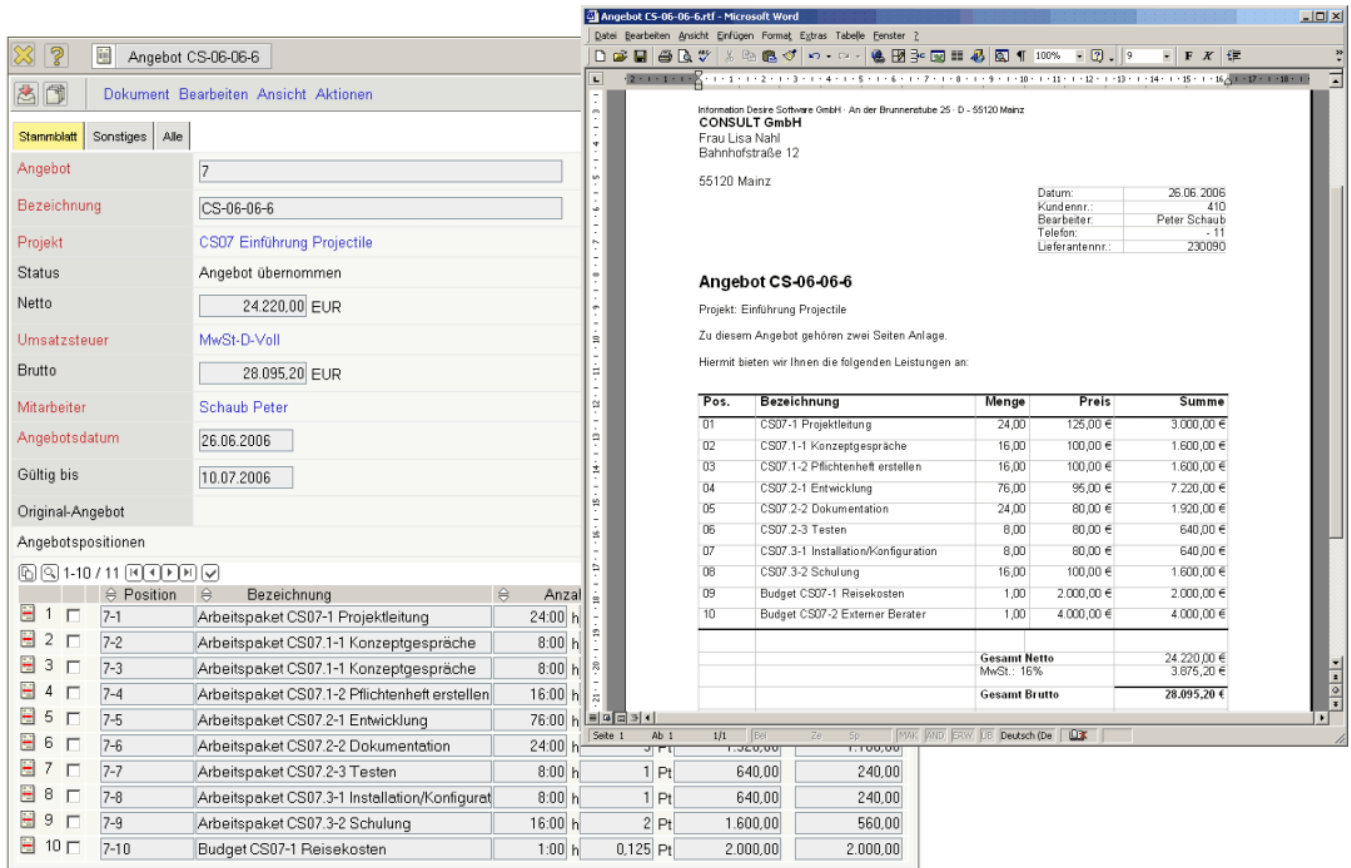 Angebot CS-06-06-6
Dokument Bearbeiten Ansicht Aktionen
Stammblatt Sonstiges Alle
Angebot 7
Bezeichnung CS-06-06-6
Projekt CS07 Einführung Projectile
Status Angebot übernommen
Netto 24.220,00 EUR
Umsatzsteuer MwSt-D-Voll
Brutto 28.095,20 EUR
Mitarbeiter Schaub Peter
Angebotsdatum 26.06.2006
Gültig bis 10.07.2006
Original-Angebot
Angebotspositionen
1-10 / 11
Position Bezeichnung Anzal
1 7-1 Arbeitspaket CS07-1 Projektleitung 24:00 h
2 7-2 Arbeitspaket CS07.1-1 Konzeptgespräche 8:00 h
3 7-3 Arbeitspaket CS07.1-1 Konzeptgespräche 8:00 h
4 7-4 Arbeitspaket CS07.1-2 Pflichtenheft erstellen 16:00 h
5 7-5 Arbeitspaket CS07.2-1 Entwicklung 76:00 h
6 7-6 Arbeitspaket CS07.2-2 Dokumentation 24:00 h
7 7-7 Arbeitspaket CS07.2-3 Testen 8:00 h 1 Pt 640,00 240,00
8 7-8 Arbeitspaket CS07.3-1 Installation/Konfigurat 8:00 h 1 Pt 640,00 240,00
9 7-9 Arbeitspaket CS07.3-2 Schulung 16:00 h 2 Pt 1.600,00 560,00
10 7-10 Budget CS07-1 Reisekosten 1:00 h 0,125 Pt 2.000,00 2.000,00
Angebot CS-06-06-6.rtf - Microsoft Word
Datei Bearbeiten Ansicht Einfügen Format Extras Tabelle Fenster ?
100% 9 F K
Information Desire Software GmbH · An der Brunnenstube 25 · D - 55120 Mainz
CONSULT GmbH
Frau Lisa Nahl
Bahnhofstraße 12
55120 Mainz
Datum: 26.06.2006
Kundennr.: 410
Bearbeiter: Peter Schaub
Telefon: - 11
Lieferantennr.: 230090
Angebot CS-06-06-6
Projekt: Einführung Projectile
Zu diesem Angebot gehören zwei Seiten Anlage.
Hiermit bieten wir Ihnen die folgenden Leistungen an:
Pos. Bezeichnung Menge Preis Summe
01 CS07-1 Projektleitung 24,00 125,00 € 3.000,00 €
02 CS07.1-1 Konzeptgespräche 16,00 100,00 € 1.600,00 €
03 CS07.1-2 Pflichtenheft erstellen 16,00 100,00 € 1.600,00 €
04 CS07.2-1 Entwicklung 76,00 95,00 € 7.220,00 €
05 CS07.2-2 Dokumentation 24,00 80,00 € 1.920,00 €
06 CS07.2-3 Testen 8,00 80,00 € 640,00 €
07 CS07.3-1 Installation/Konfiguration 8,00 80,00 € 640,00 €
08 CS07.3-2 Schulung 16,00 100,00 € 1.600,00 €
09 Budget CS07-1 Reisekosten 1,00 2.000,00 € 2.000,00 €
10 Budget CS07-2 Externer Berater 1,00 4.000,00 € 4.000,00 €
Gesamt Netto 24.220,00 €
MwSt.: 16% 3.875,20 €
Gesamt Brutto 28.095,20 €
Seite 1 Ab 1 1/1 Bei Ze Sp MAK ÄND ERW ÜB Deutsch (De